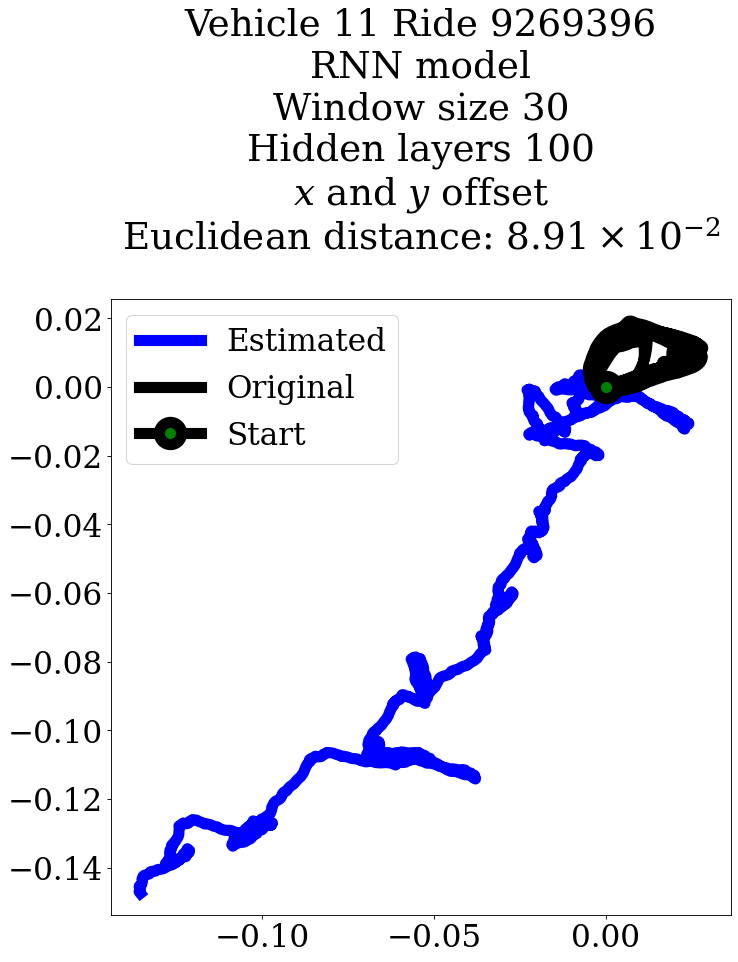 Vehicle 11 Ride 9269396
RNN model
Window size 30
Hidden layers 100
x and y offset
Euclidean distance: 8.91 × 10⁻²
Estimated
Original
Start
0.02
0.00
−0.02
−0.04
−0.06
−0.08
−0.10
−0.12
−0.14
−0.10 −0.05 0.00